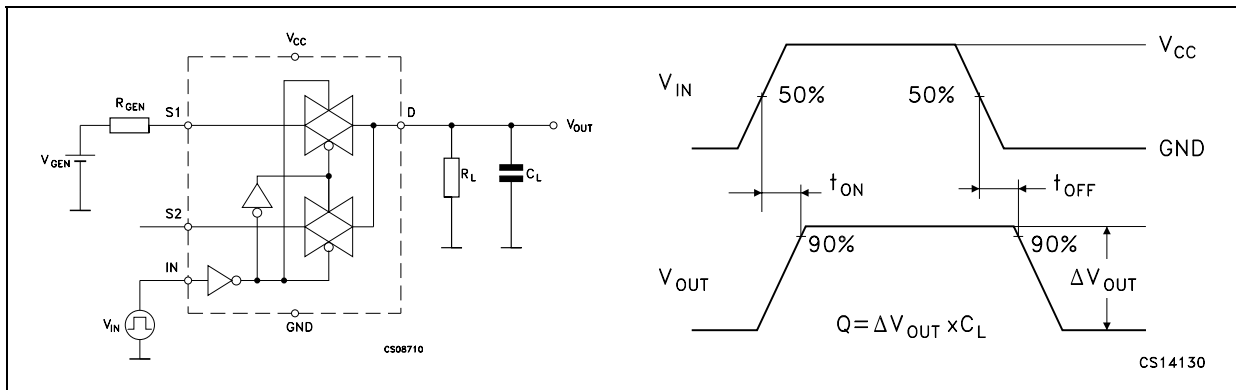 V_CC
R_GEN
S1
D
V_OUT
V_GEN
R_L
C_L
S2
IN
V_IN
GND
CS08710
V_IN
50%
50%
V_CC
GND
t_ON
t_OFF
90%
90%
V_OUT
ΔV_OUT
Q=ΔV_OUT xC_L
CS14130